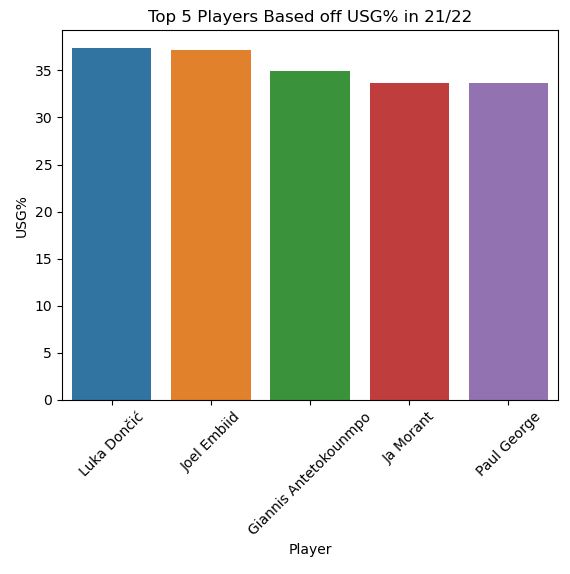 Top 5 Players Based off USG% in 21/22
USG%
35
30
25
20
15
10
5
0
Luka Dončić
Joel Embiid
Giannis Antetokounmpo
Ja Morant
Paul George
Player